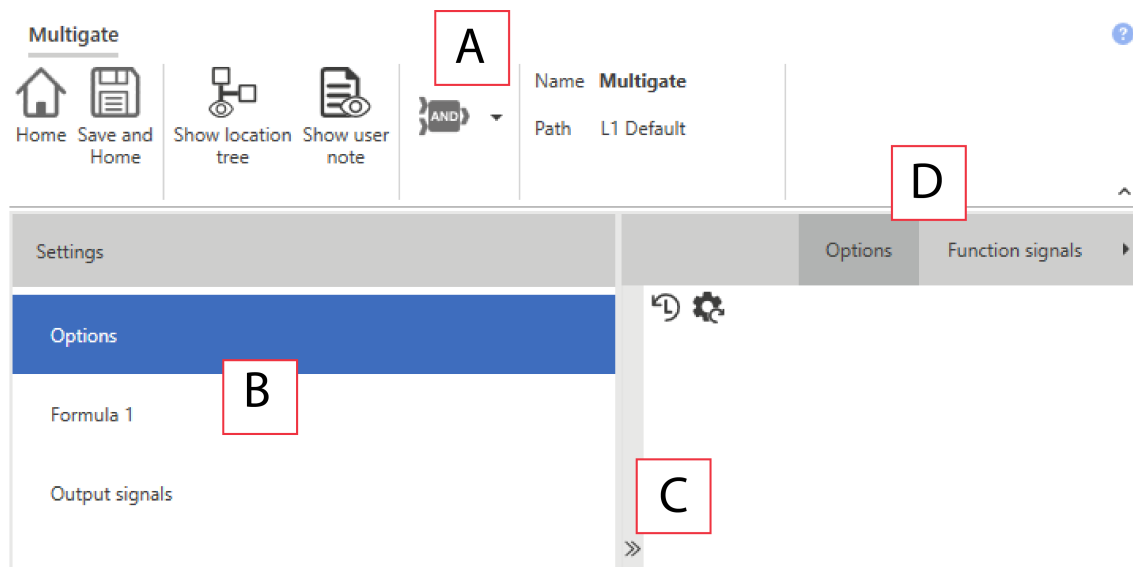 Multigate
A
?
AND
Name Multigate
Home Save and Home
Show location tree
Show user note
Path L1 Default
D
Settings
Options Function signals
Options
B
Formula 1
C
Output signals